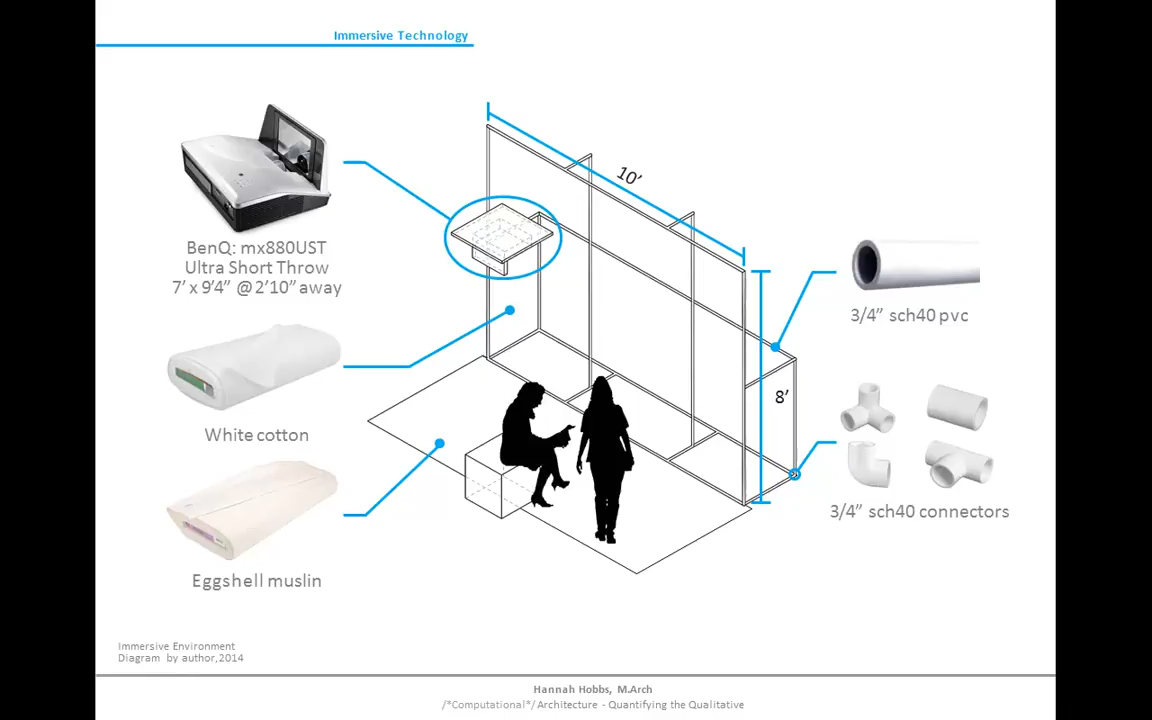 Immersive Technology
10’
BenQ: mx880UST
Ultra Short Throw
7’ x 9’4” @ 2’10” away
3/4” sch40 pvc
8’
White cotton
3/4” sch40 connectors
Eggshell muslin
Immersive Environment
Diagram by author,2014
Hannah Hobbs, M.Arch
/*Computational*/ Architecture - Quantifying the Qualitative